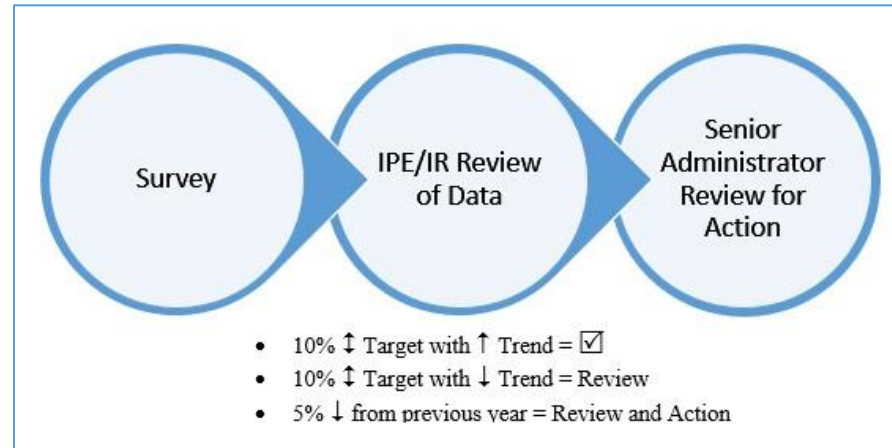 Survey
IPE/IR Review
of Data
Senior
Administrator
Review for
Action
• 10% ↕ Target with ↑ Trend = ☑
• 10% ↕ Target with ↓ Trend = Review
• 5% ↓ from previous year = Review and Action